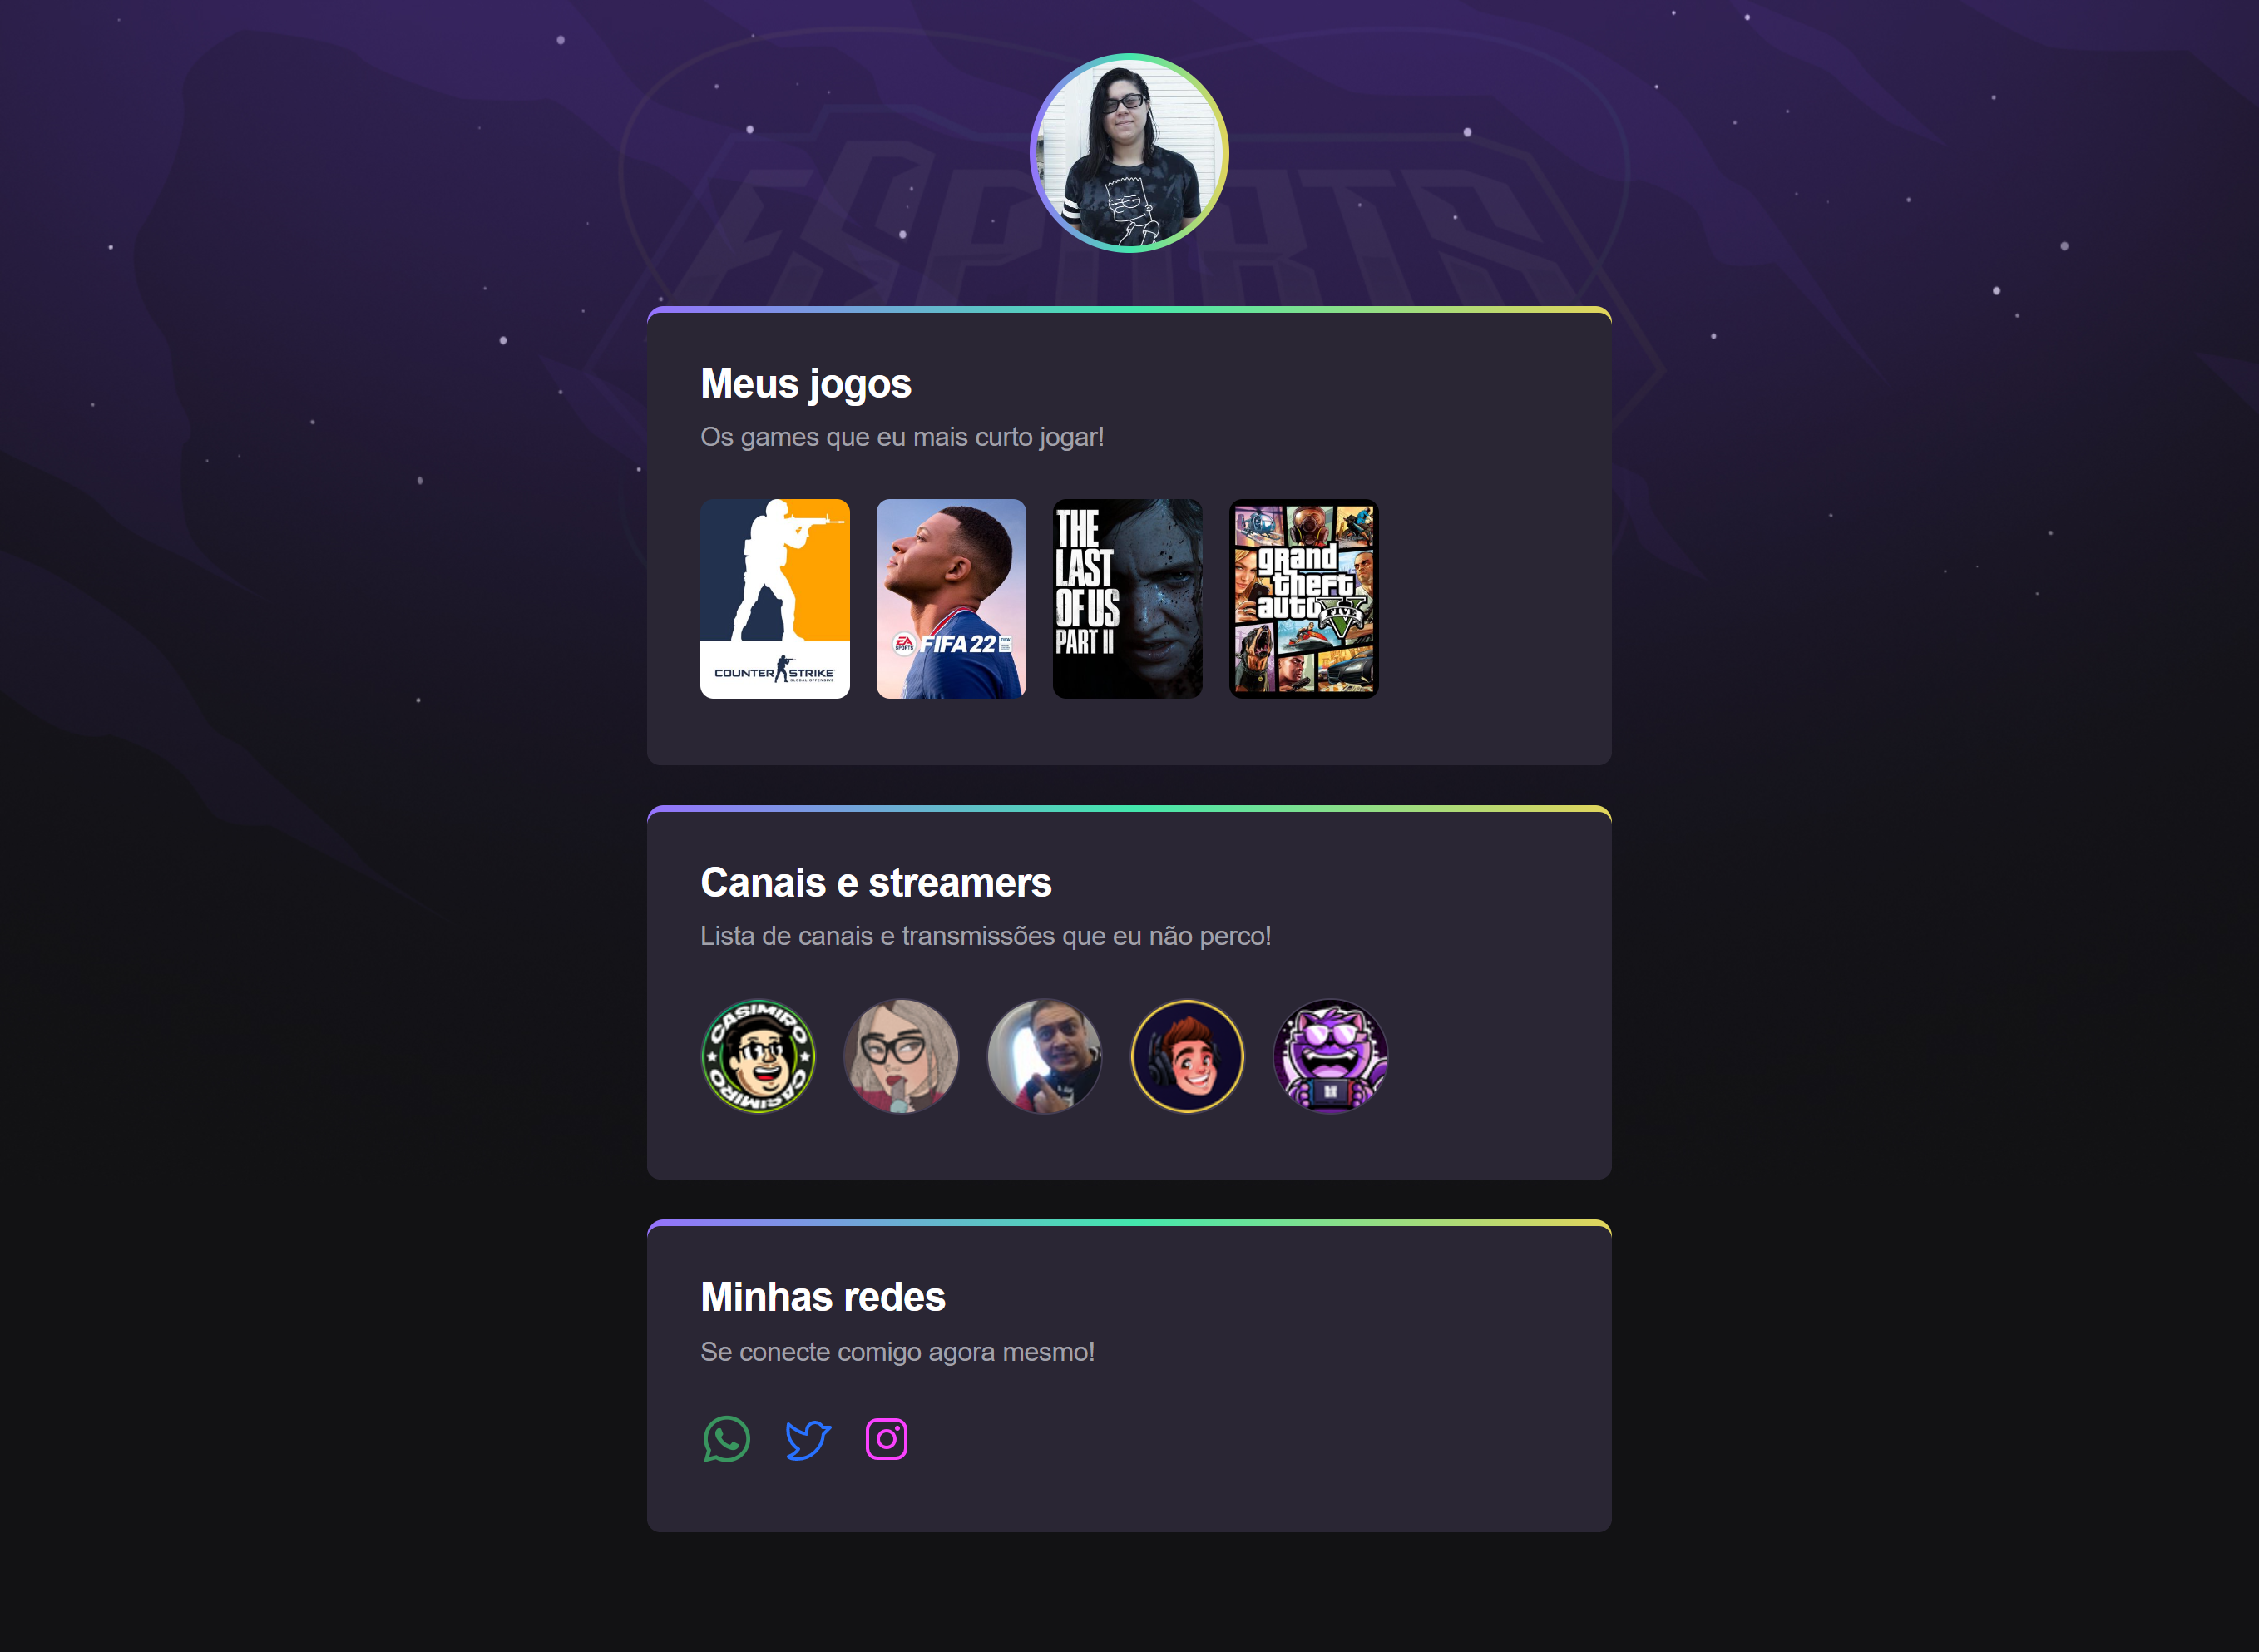 ESPORTS
Meus jogos
Os games que eu mais curto jogar!
COUNTER STRIKE
GLOBAL OFFENSIVE
EA
SPORTS
FIFA 22
THE
LAST
OF US
PART II
grand
theft
auto
FIVE
V
Canais e streamers
Lista de canais e transmissões que eu não perco!
CASIMIRO
CASIMIRO
Minhas redes
Se conecte comigo agora mesmo!